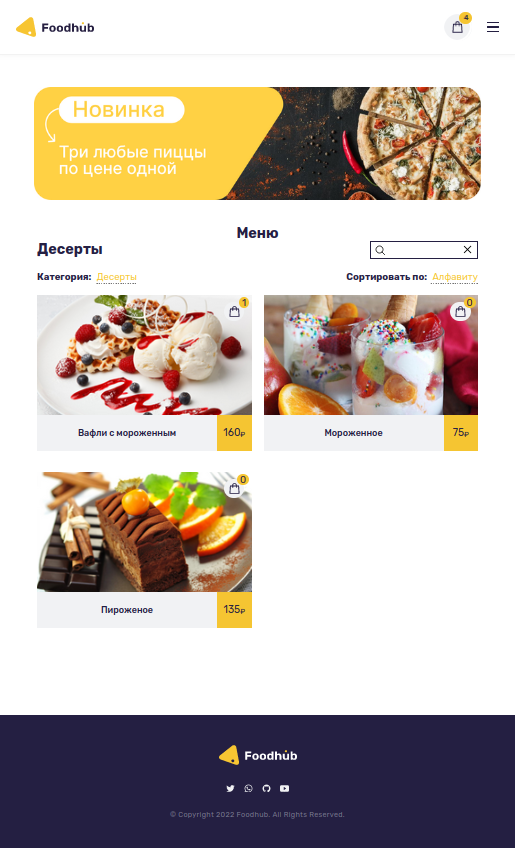 Foodhub
4
Новинка
Три любые пиццы
по цене одной
Меню
Десерты
Категория: Десерты
Сортировать по: Алфавиту
1
0
Вафли с мороженным
160₽
Мороженное
75₽
0
Пироженое
135₽
Foodhub
© Copyright 2022 Foodhub. All Rights Reserved.